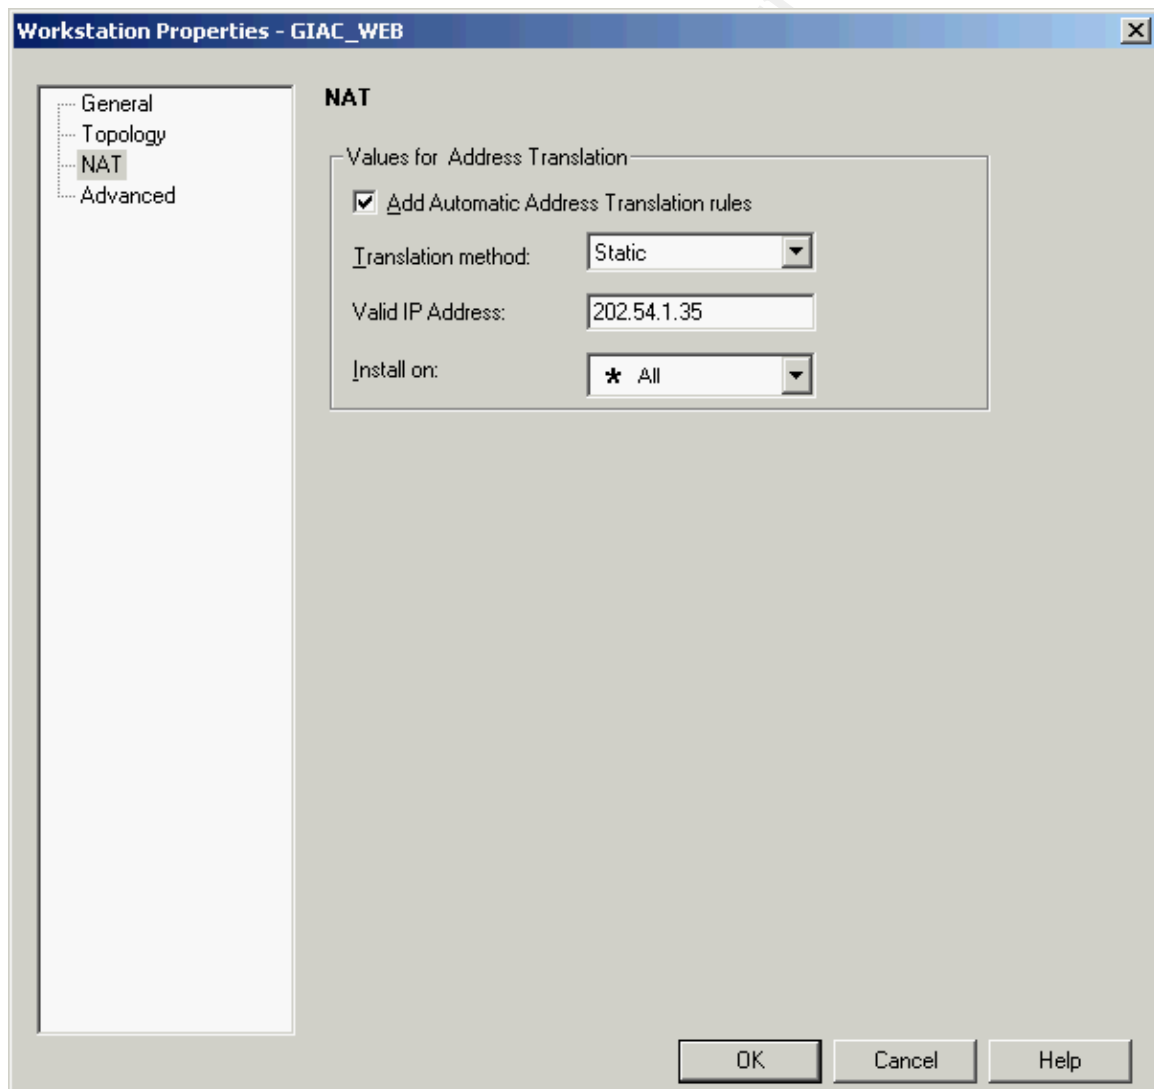 Workstation Properties - GIAC_WEB
General
Topology
NAT
Advanced
NAT
Values for Address Translation
Add Automatic Address Translation rules
Translation method:
Static
Valid IP Address:
202.54.1.35
Install on:
* All
OK
Cancel
Help